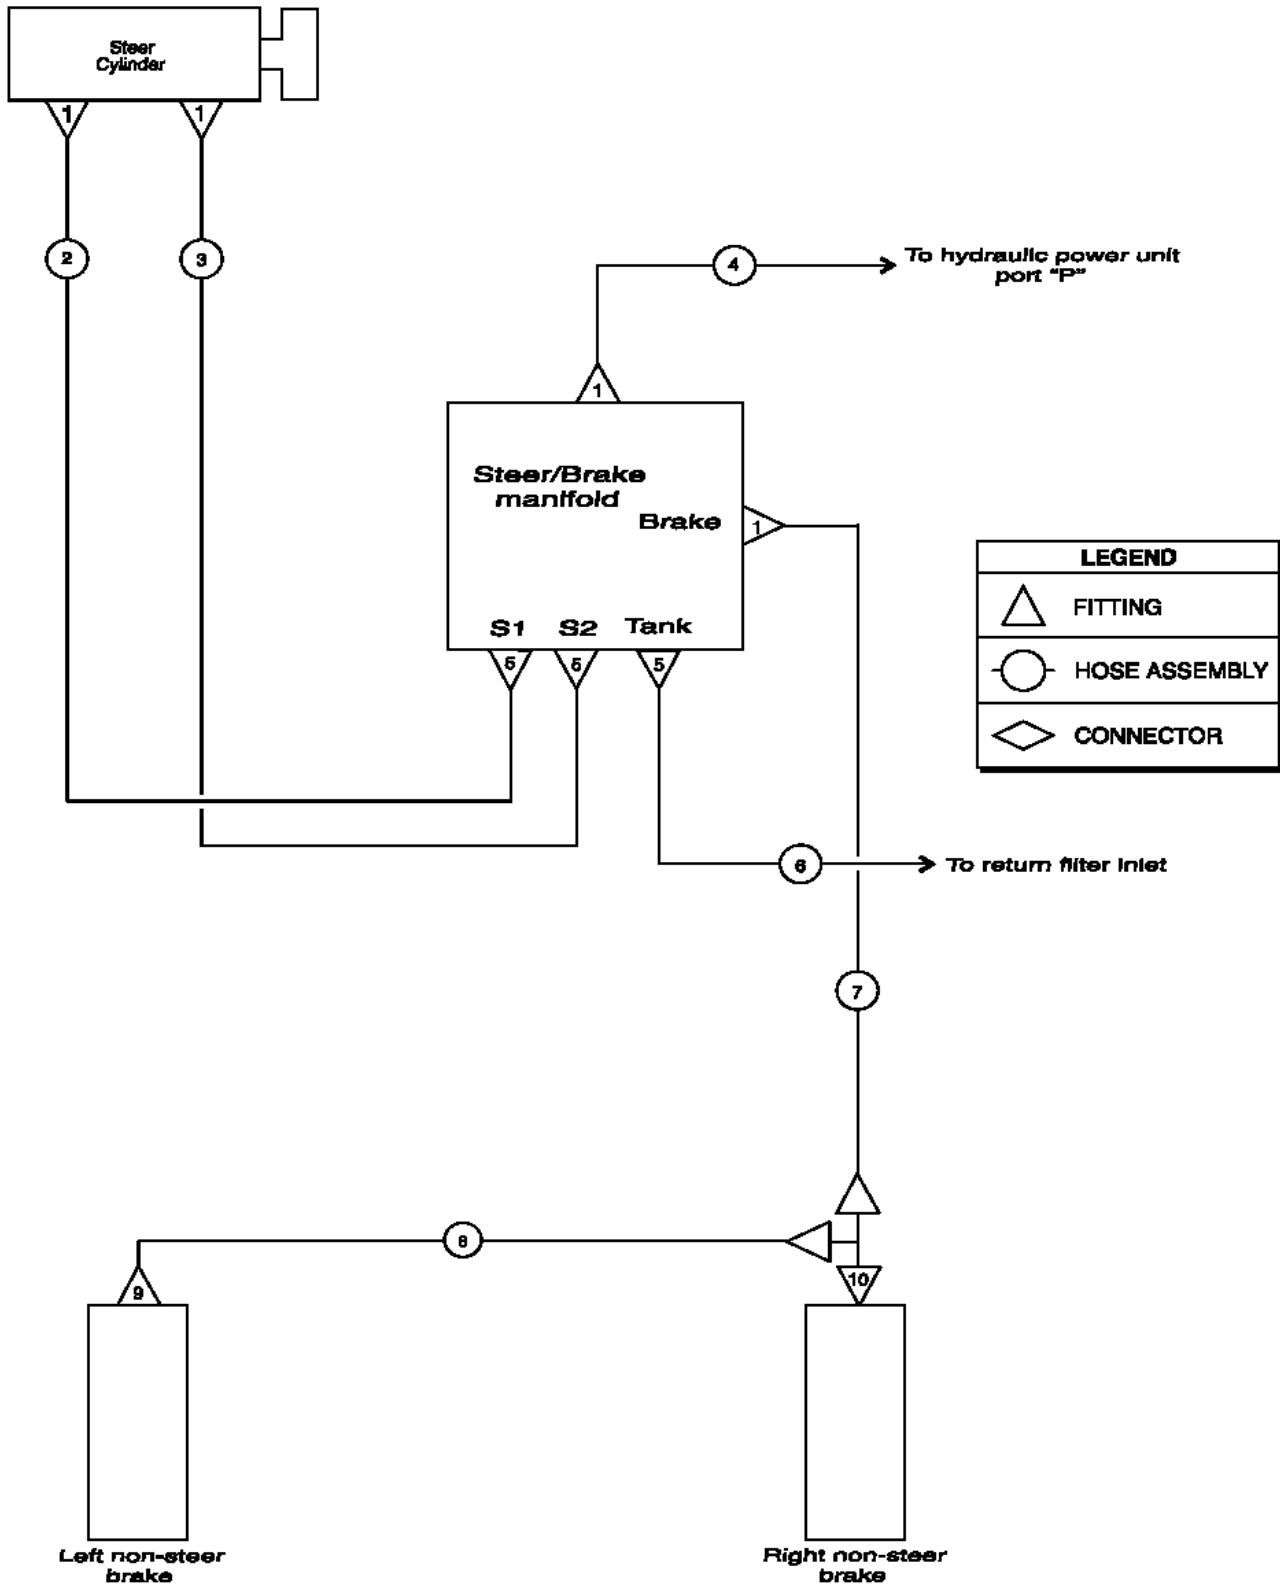 Steer
Cylinder
1
1
2
3
4
To hydraulic power unit
port "P"
1
Steer/Brake
manifold
Brake
1
S1
S2
Tank
5
5
5
LEGEND
FITTING
HOSE ASSEMBLY
CONNECTOR
6
To return filter inlet
7
8
9
10
Left non-steer
brake
Right non-steer
brake